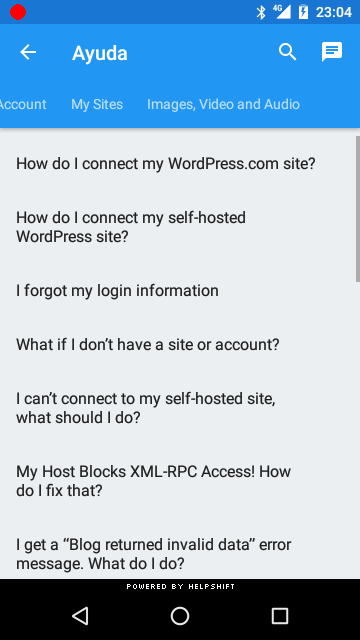 4G 23:04
Ayuda
Account My Sites Images, Video and Audio
How do I connect my WordPress.com site?
How do I connect my self-hosted
WordPress site?
I forgot my login information
What if I don’t have a site or account?
I can’t connect to my self-hosted site,
what should I do?
My Host Blocks XML-RPC Access! How
do I fix that?
I get a “Blog returned invalid data” error
message. What do I do?
POWERED BY HELPSHIFT